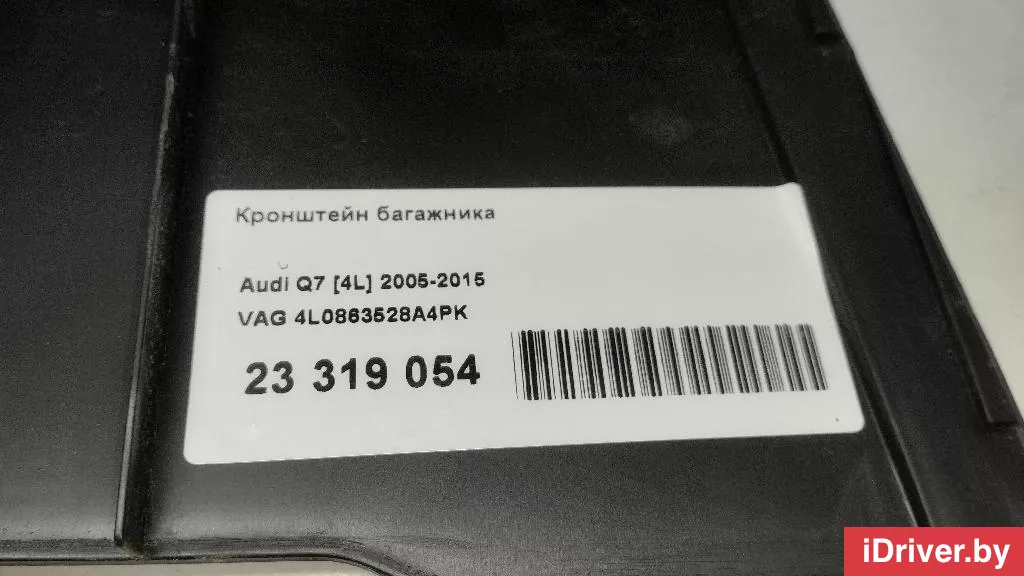 Кронштейн багажника
Audi Q7 [4L] 2005-2015
VAG 4L0863528A4PK
23 319 054
iDriver.by